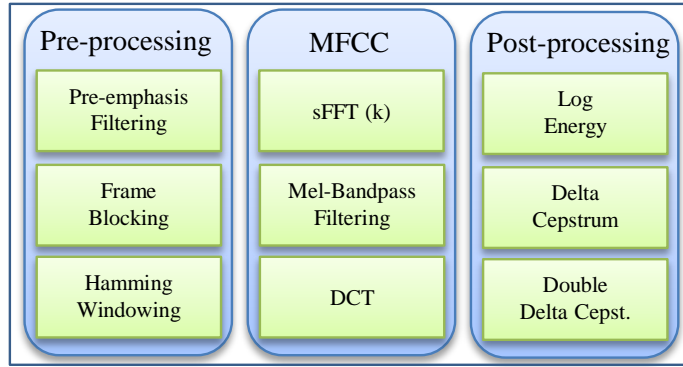 Pre-processing
Pre-emphasis
Filtering
Frame
Blocking
Hamming
Windowing
MFCC
sFFT (k)
Mel-Bandpass
Filtering
DCT
Post-processing
Log
Energy
Delta
Cepstrum
Double
Delta Cepst.